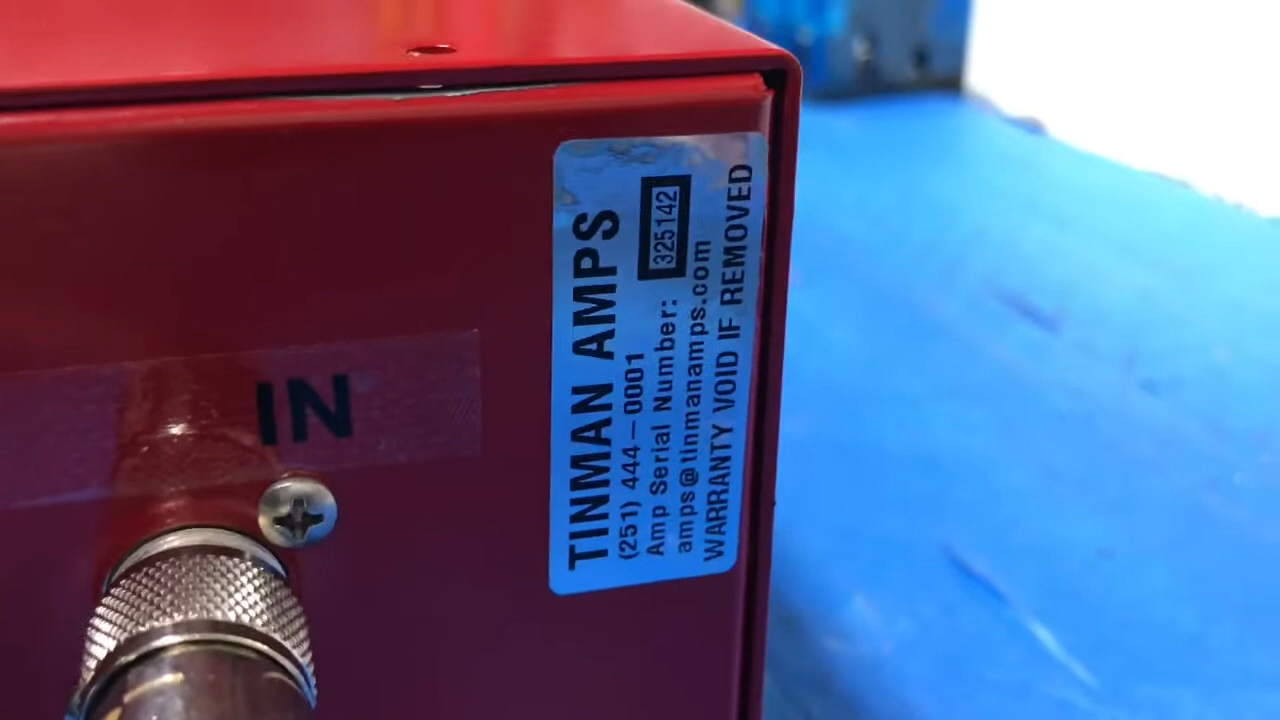 IN
TINMAN AMPS
(251) 444-0001
Amp Serial Number: 325142
amps@tinmanamps.com
WARRANTY VOID IF REMOVED